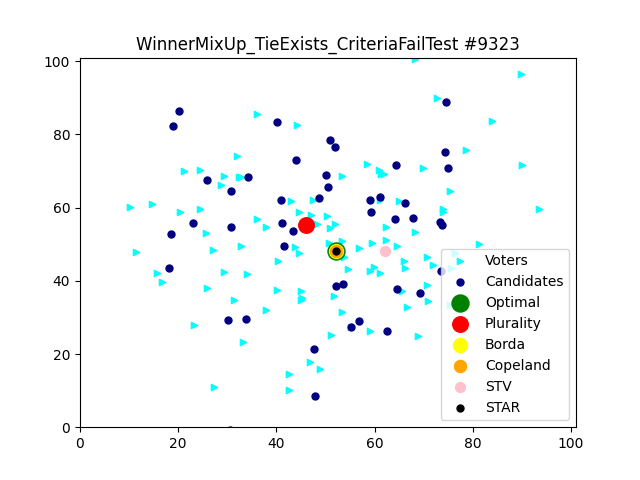 WinnerMixUp_TieExists_CriteriaFailTest #9323
100
80
60
40
20
0
0
20
40
60
80
100
Voters
Candidates
Optimal
Plurality
Borda
Copeland
STV
STAR